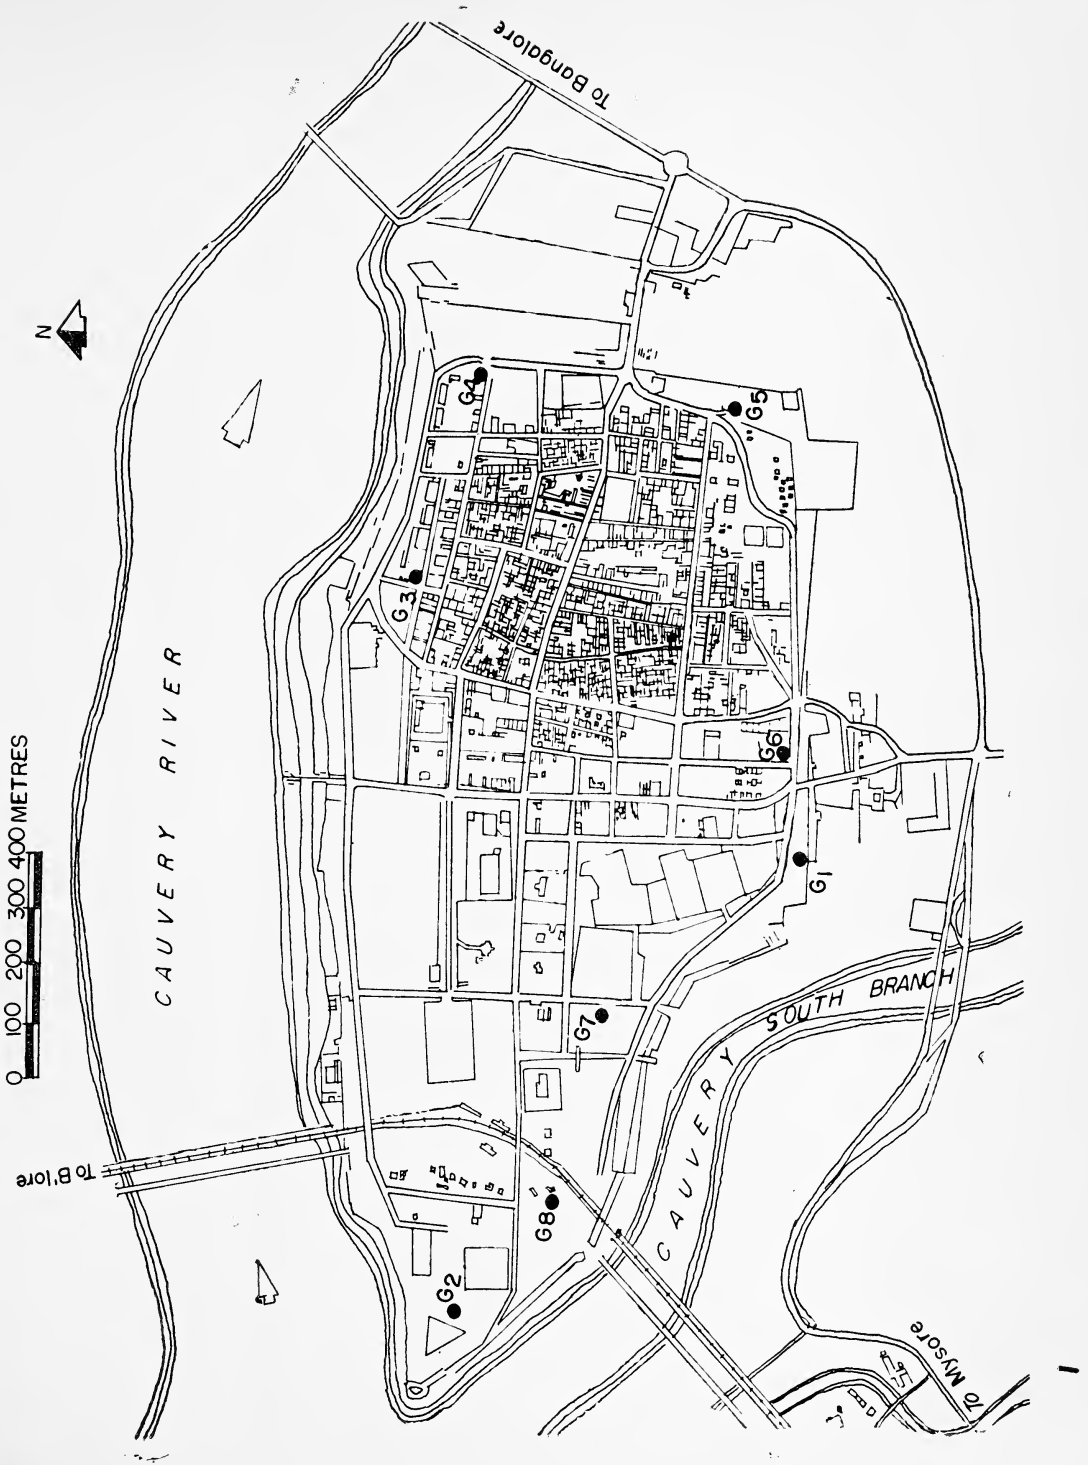 To Bangalore
N
CAUVERY RIVER
0 100 200 300 400 METRES
G4
G5
G3
G6
G1
G7
SOUTH BRANCH
CAUVERY
To B'lore
G8
G2
To Mysore